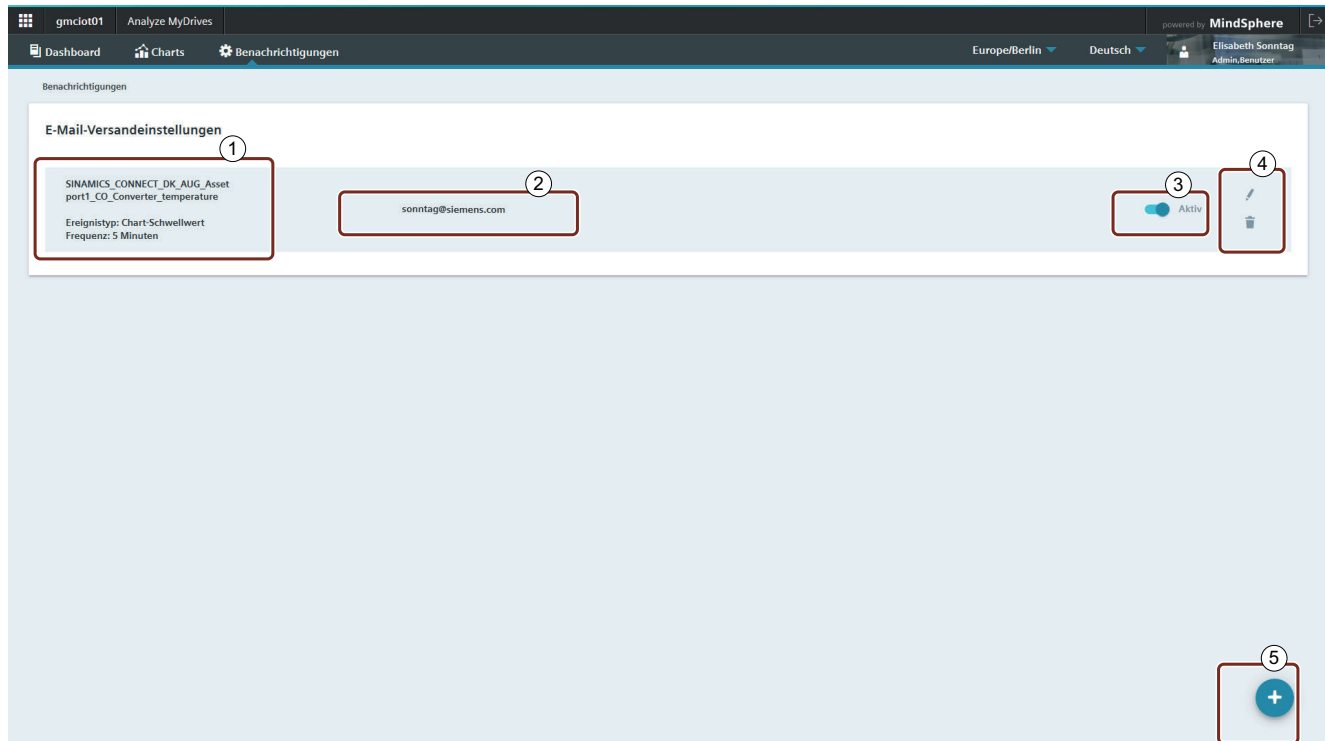 gmciot01 Analyze MyDrives powered by MindSphere
Dashboard Charts Benachrichtigungen Europe/Berlin Deutsch Elisabeth Sonntag
Admin,Benutzer
Benachrichtigungen
E-Mail-Versandeinstellungen
1
SINAMICS_CONNECT_DK_AUG_Asset
port1_CO_Converter_temperature
Ereignistyp: Chart-Schwellwert
Frequenz: 5 Minuten
2
sonntag@siemens.com
3
Aktiv
4
5